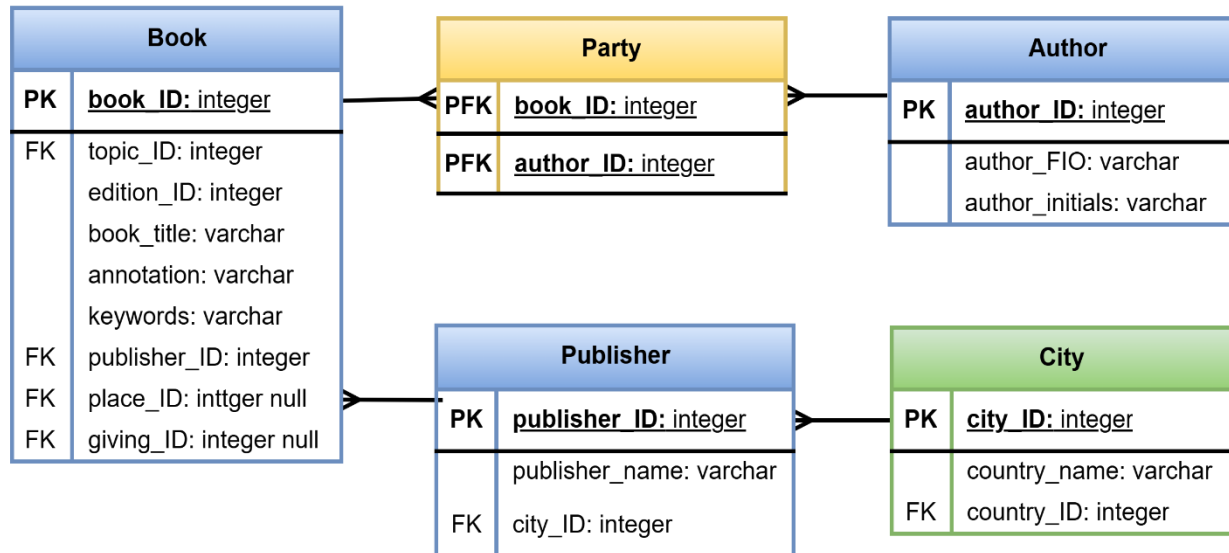 Book
PK book_ID: integer
FK topic_ID: integer
edition_ID: integer
book_title: varchar
annotation: varchar
keywords: varchar
FK publisher_ID: integer
FK place_ID: inttger null
FK giving_ID: integer null
Party
PFK book_ID: integer
PFK author_ID: integer
Author
PK author_ID: integer
author_FIO: varchar
author_initials: varchar
Publisher
PK publisher_ID: integer
publisher_name: varchar
FK city_ID: integer
City
PK city_ID: integer
country_name: varchar
FK country_ID: integer